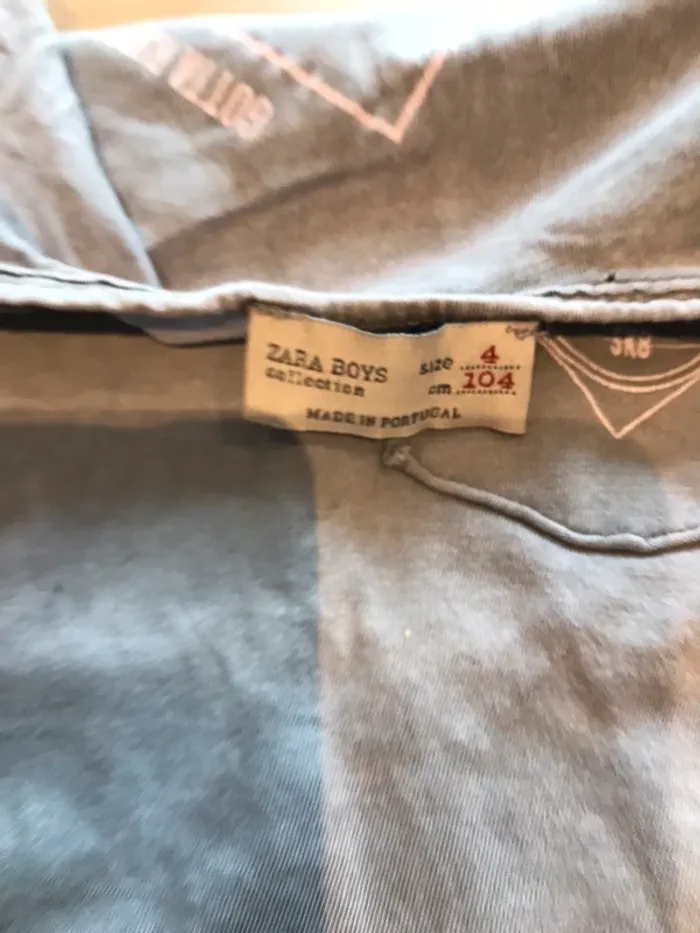 ZARA BOYS
collection
size 4
cm 104
MADE IN PORTUGAL